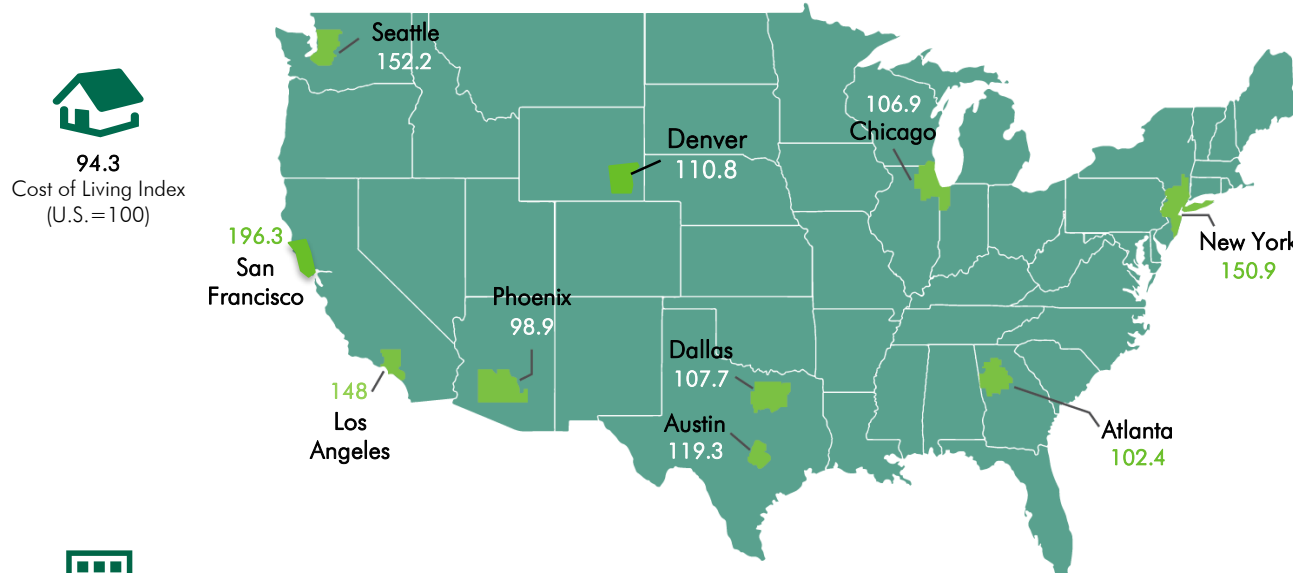 94.3
Cost of Living Index
(U.S.=100)
Seattle
152.2
Denver
110.8
106.9
Chicago
New York
150.9
196.3
San
Francisco
Phoenix
98.9
148
Los
Angeles
Dallas
107.7
Austin
119.3
Atlanta
102.4